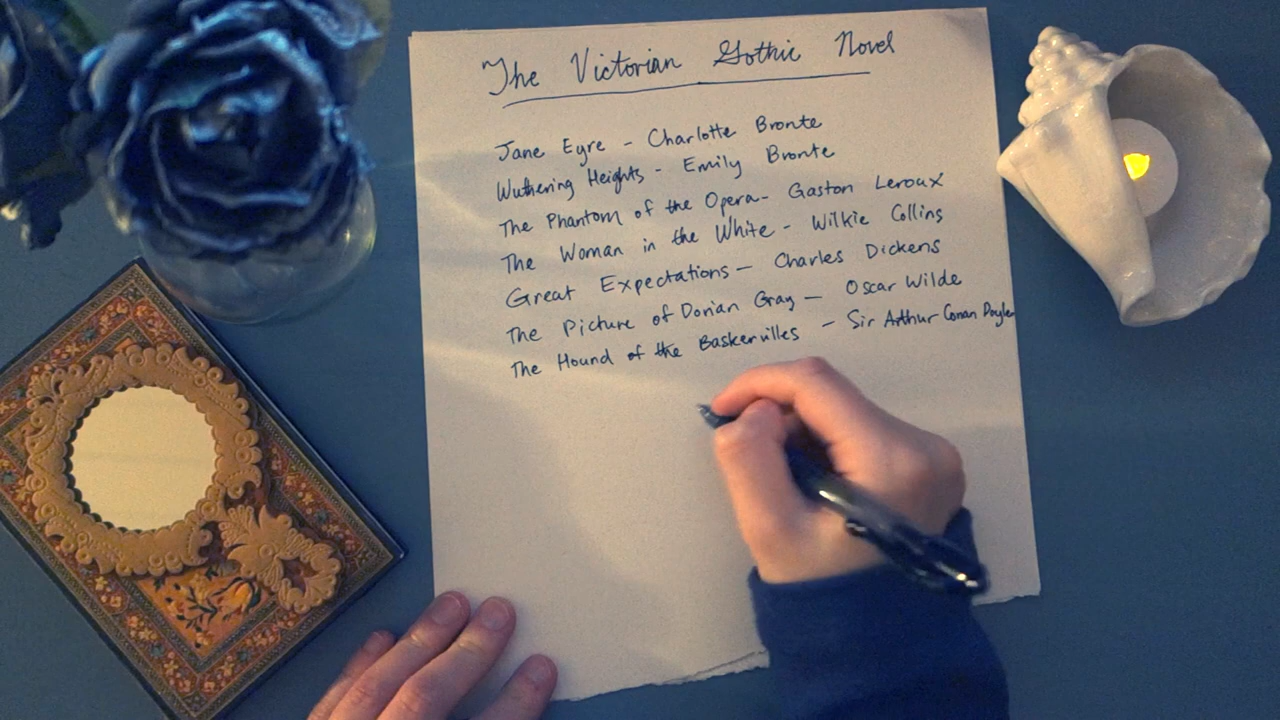 The Victorian Gothic Novel
Jane Eyre - Charlotte Bronte
Wuthering Heights - Emily Bronte
The Phantom of the Opera - Gaston Leroux
The Woman in the White - Wilkie Collins
Great Expectations - Charles Dickens
The Picture of Dorian Gray - Oscar Wilde
The Hound of the Baskervilles - Sir Arthur Conan Doyle